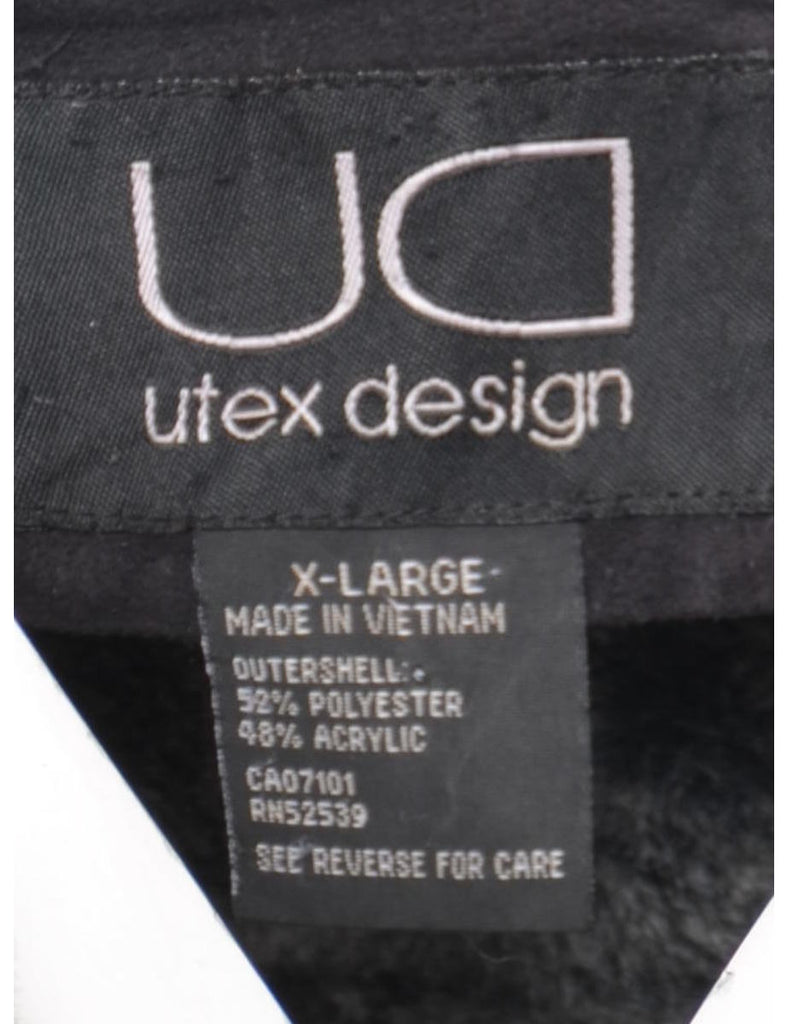 UD
utex design
X-LARGE
MADE IN VIETNAM
OUTERSHELL:
52% POLYESTER
48% ACRYLIC
CA07101
RN52539
SEE REVERSE FOR CARE